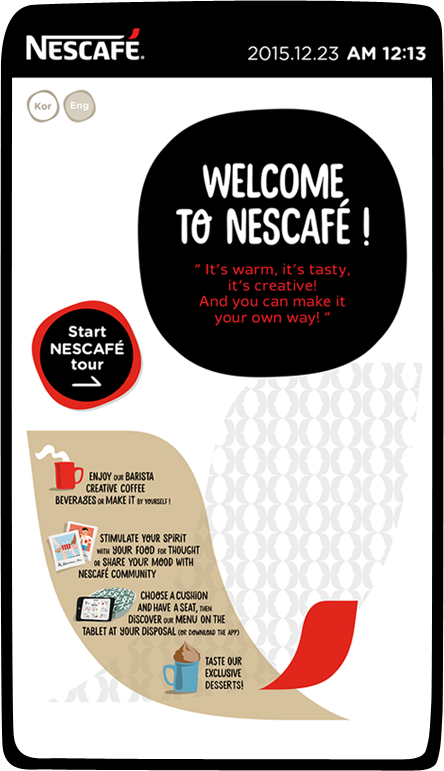 NESCAFÉ.
2015.12.23 AM 12:13
Kor Eng
WELCOME
TO NESCAFÉ !
“ It's warm, it's tasty,
it's creative!
And you can make it
your own way! ”
Start
NESCAFÉ
tour
ENJOY OUR BARISTA
CREATIVE COFFEE
BEVERAGES OR MAKE IT BY YOURSELF!
STIMULATE YOUR SPIRIT
WITH YOUR FOOD FOR THOUGHT
OR SHARE YOUR MOOD WITH
NESCAFÉ COMMUNITY
CHOOSE A CUSHION
AND HAVE A SEAT, THEN
DISCOVER OUR MENU ON THE
TABLET AT YOUR DISPOSAL (OR DOWNLOAD THE APP)
TASTE OUR
EXCLUSIVE
DESSERTS!